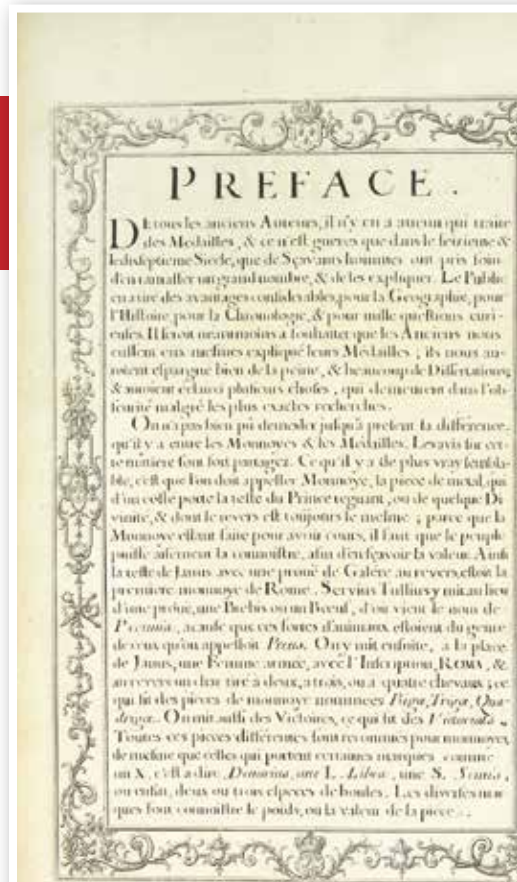 PREFACE.
DE tous les anciens Auteurs, il n'y en a aucun qui traite
des Medailles, & ce n'est gueres que dans le seizieme &
le dixseptieme Siecle, que de Sçavants hommes ont pris soin
d'en ramasser un grand nombre, & de les expliquer. Le Public
en a tiré des avantages considerables, pour la Geographie, pour
l'Histoire, pour la Chronologie, & pour mille questions curi-
euses. Il seroit neanmoins a souhaitter que les Anciens nous
eussent eux mesmes expliqué leurs Médailles ; ils nous au-
roient espargné bien de la peine, & beaucoup de Dissertations,
& auroient eclairci plusieurs choses, qui demeurent dans l'ob-
scurité malgré les plus exactes recherches.
On n'a pas bien pû demesler jusqu'à present la différence,
qu'il y a entre les Monnoyes & les Médailles. Les avis sur cet-
te matiere sont fort partagez. Ce qu'il y a de plus vray sembla-
ble, c'est que l'on doit appeller Monnoye, la piece de metal, qui
d'un costé porte la teste du Prince regnant, ou de quelque Di-
vinité, & dont le revers est toujours le mesme ; parce que la
Monnoye estant faite pour avoir cours, il faut que le peuple
puisse aisement la connoistre, afin d'en sçavoir la valeur. Ainsi
la teste de Janus avec une prouë de Galére au revers, estoit la
premiere monnoye de Rome. Servius Tullius y mit au lieu
d'une prouë, une Brebis ou un Bœuf, d'où vient le nom de
Pecunia, a cause que ces sortes d'animaux estoient du genre
de ceux qu'on appelloit Pecus. On y mit ensuite, a la place
de Janus, une Femme armée, avec l'Inscription, ROMA, &
au revers un char tiré a deux, a trois, ou a quatre chevaux ; ce
qui fit des pieces de monnoye nommées Bigæ, Trigæ, Qua-
drigæ. On mit aussi des Victoires, ce qui fit des Victoriati.
Toutes ces pieces différentes sont reconnues pour monnoyes,
de mesme que celles qui portent certaines marques comme
un X, c'est a dire, Denarius, une L. Libra, une S. Semis,
ou enfin, deux ou trois especes de boules. Les diverses mar-
ques font connoistre le poids, ou la valeur de la piece.